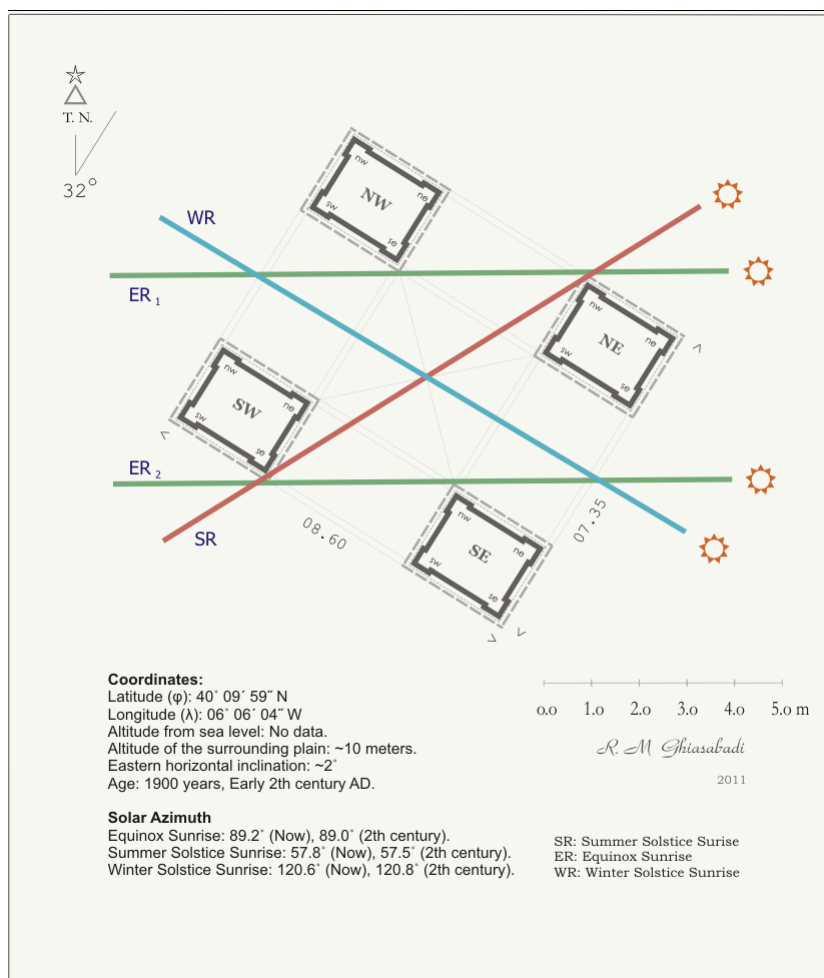 T. N.
32°
WR
ER 1
ER 2
SR
nw
ne
sw
se
NW
nw
ne
sw
se
NE
nw
ne
sw
se
SW
nw
ne
sw
se
SE
08.60
07.35
Coordinates:
Latitude (φ): 40° 09´ 59˝ N
Longitude (λ): 06° 06´ 04˝ W
Altitude from sea level: No data.
Altitude of the surrounding plain: ~10 meters.
Eastern horizontal inclination: ~2°
Age: 1900 years, Early 2th century AD.
Solar Azimuth
Equinox Sunrise: 89.2° (Now), 89.0° (2th century).
Summer Solstice Sunrise: 57.8° (Now), 57.5° (2th century).
Winter Solstice Sunrise: 120.6° (Now), 120.8° (2th century).
0.0 1.0 2.0 3.0 4.0 5.0 m
R. M Ghiasabadi
2011
SR: Summer Solstice Surise
ER: Equinox Sunrise
WR: Winter Solstice Sunrise